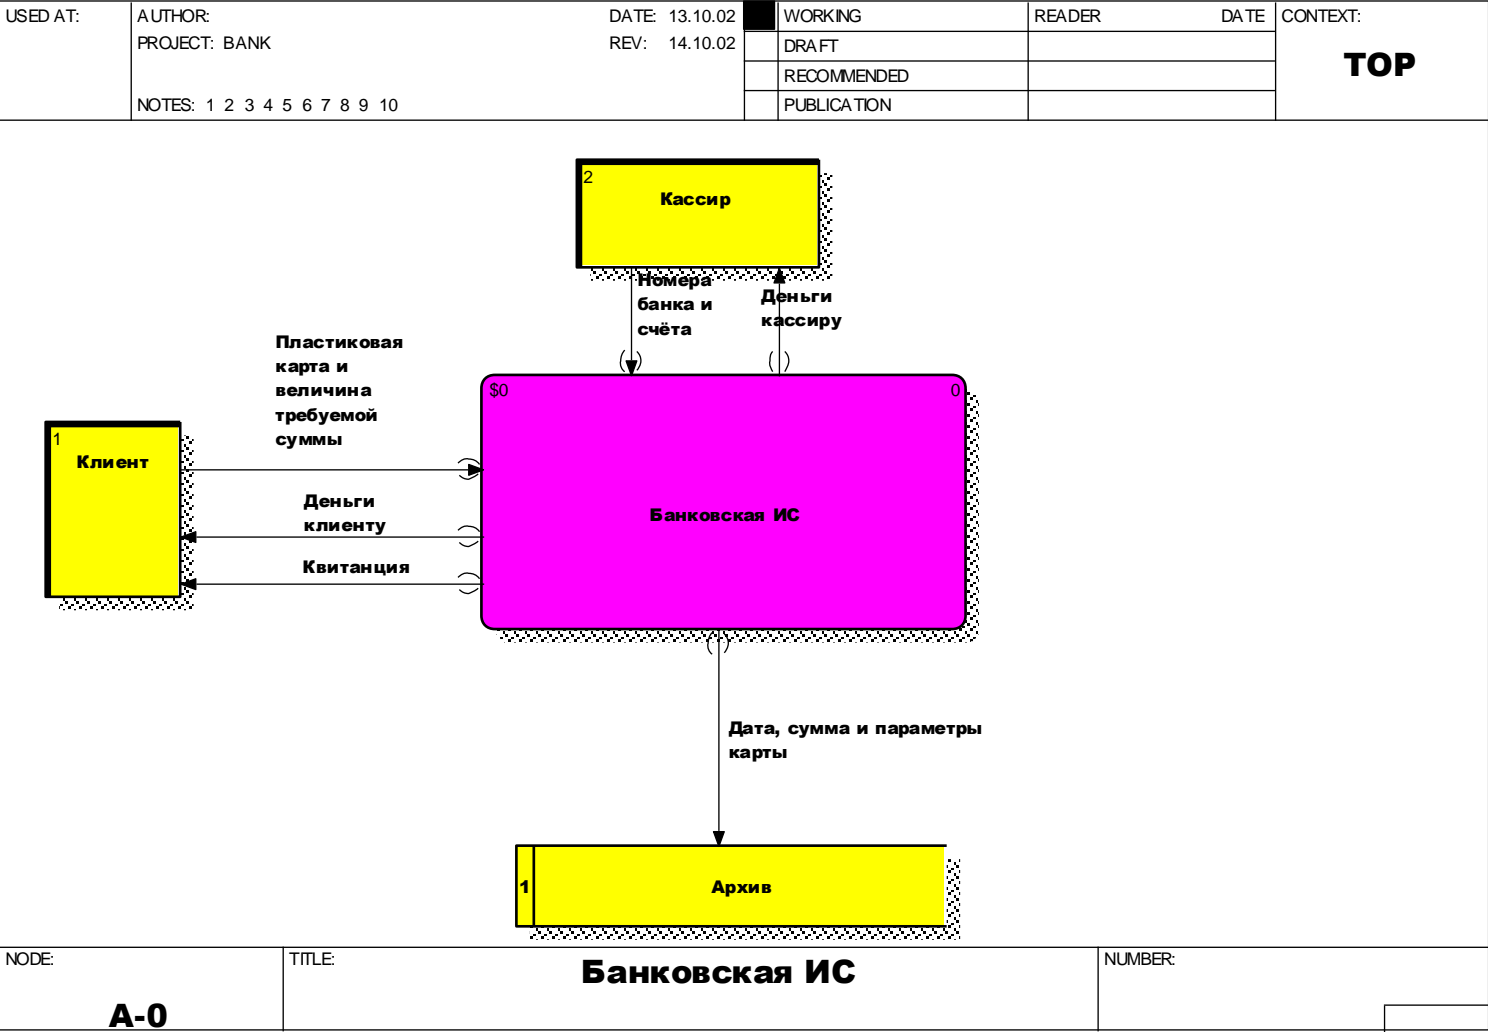 USED AT:
AUTHOR:
DATE: 13.10.02
WORKING
READER
DATE
CONTEXT:
PROJECT: BANK
REV: 14.10.02
DRAFT
TOP
RECOMMENDED
NOTES: 1 2 3 4 5 6 7 8 9 10
PUBLICATION
2
Кассир
Номера
банка и
счёта
Деньги
кассиру
Пластиковая
карта и
величина
требуемой
суммы
$0
0
1
Клиент
Деньги
клиенту
Банковская ИС
Квитанция
Дата, сумма и параметры
карты
1
Архив
NODE:
TITLE:
Банковская ИС
NUMBER:
A-0